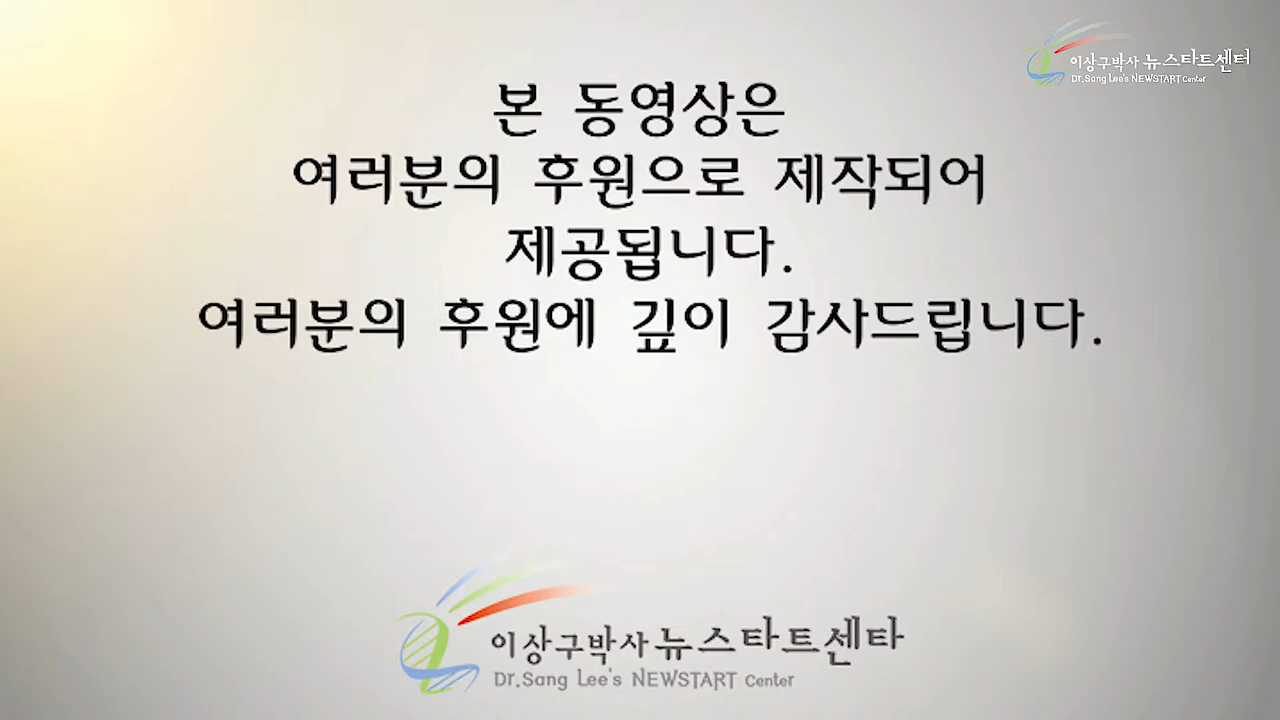 이상구박사 뉴스타트센터
Dr.Sang Lee's NEWSTART Center
본 동영상은
여러분의 후원으로 제작되어
제공됩니다.
여러분의 후원에 깊이 감사드립니다.
이상구박사 뉴스타트센타
Dr.Sang Lee's NEWSTART Center